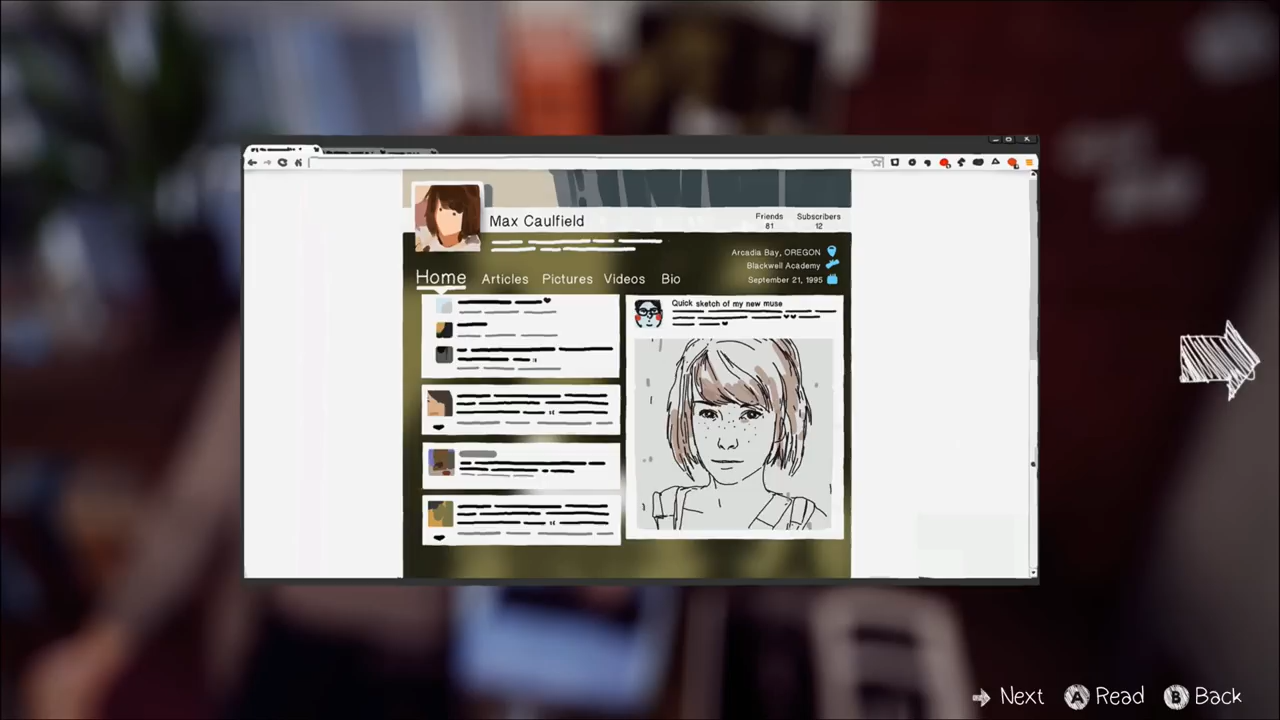 Max Caulfield
Friends
81
Subscribers
12
Arcadia Bay, OREGON
Blackwell Academy
September 21, 1995
Home Articles Pictures Videos Bio
Quick sketch of my new muse
Next A Read B Back